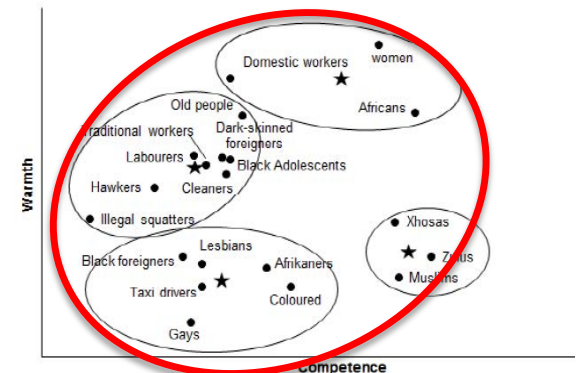 women
Domestic workers
Africans
Old people
Traditional workers
Dark-skinned
foreigners
Labourers
Black Adolescents
Hawkers
Cleaners
Illegal squatters
Xhosas
Lesbians
Black foreigners
Afrikaners
Zulus
Muslims
Taxi drivers
Coloured
Gays
Warmth
Competence